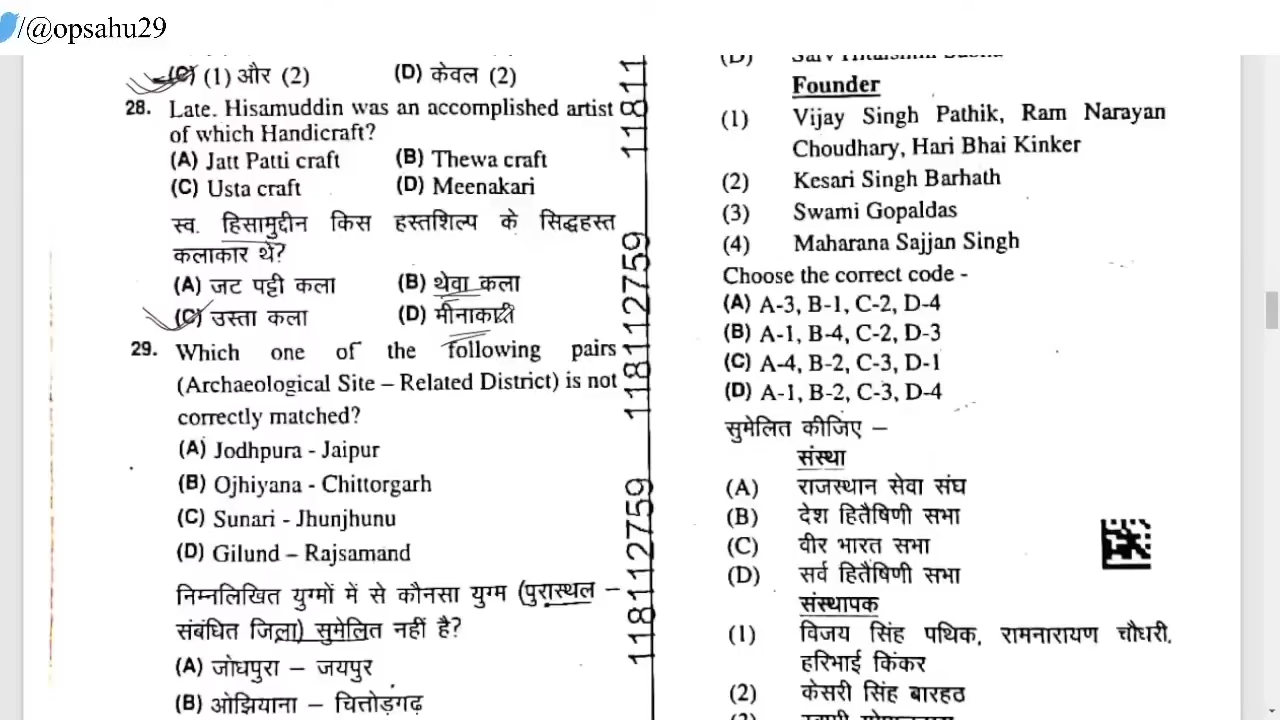 /@opsahu29
(C) (1) और (2) (D) केवल (2)
28. Late. Hisamuddin was an accomplished artist
of which Handicraft?
(A) Jatt Patti craft (B) Thewa craft
(C) Usta craft (D) Meenakari
स्व. हिसामुद्दीन किस हस्तशिल्प के सिद्धहस्त
कलाकार थे?
(A) जट पट्टी कला (B) थेवा कला
(C) उस्ता कला (D) मीनाकारी
29. Which one of the following pairs
(Archaeological Site – Related District) is not
correctly matched?
(A) Jodhpura - Jaipur
(B) Ojhiyana - Chittorgarh
(C) Sunari - Jhunjhunu
(D) Gilund – Rajsamand
निम्नलिखित युग्मों में से कौनसा युग्म (पुरास्थल –
संबंधित जिला) सुमेलित नहीं है?
(A) जोधपुरा – जयपुर
(B) ओझियाना – चित्तोड़गढ़
11811
118112759
118112759
(D)
Founder
(1) Vijay Singh Pathik, Ram Narayan
Choudhary, Hari Bhai Kinker
(2) Kesari Singh Barhath
(3) Swami Gopaldas
(4) Maharana Sajjan Singh
Choose the correct code -
(A) A-3, B-1, C-2, D-4
(B) A-1, B-4, C-2, D-3
(C) A-4, B-2, C-3, D-1
(D) A-1, B-2, C-3, D-4
सुमेलित कीजिए –
संस्था
(A) राजस्थान सेवा संघ
(B) देश हितैषिणी सभा
(C) वीर भारत सभा
(D) सर्व हितैषिणी सभा
संस्थापक
(1) विजय सिंह पथिक, रामनारायण चौधरी,
हरिभाई किंकर
(2) केसरी सिंह बारहठ